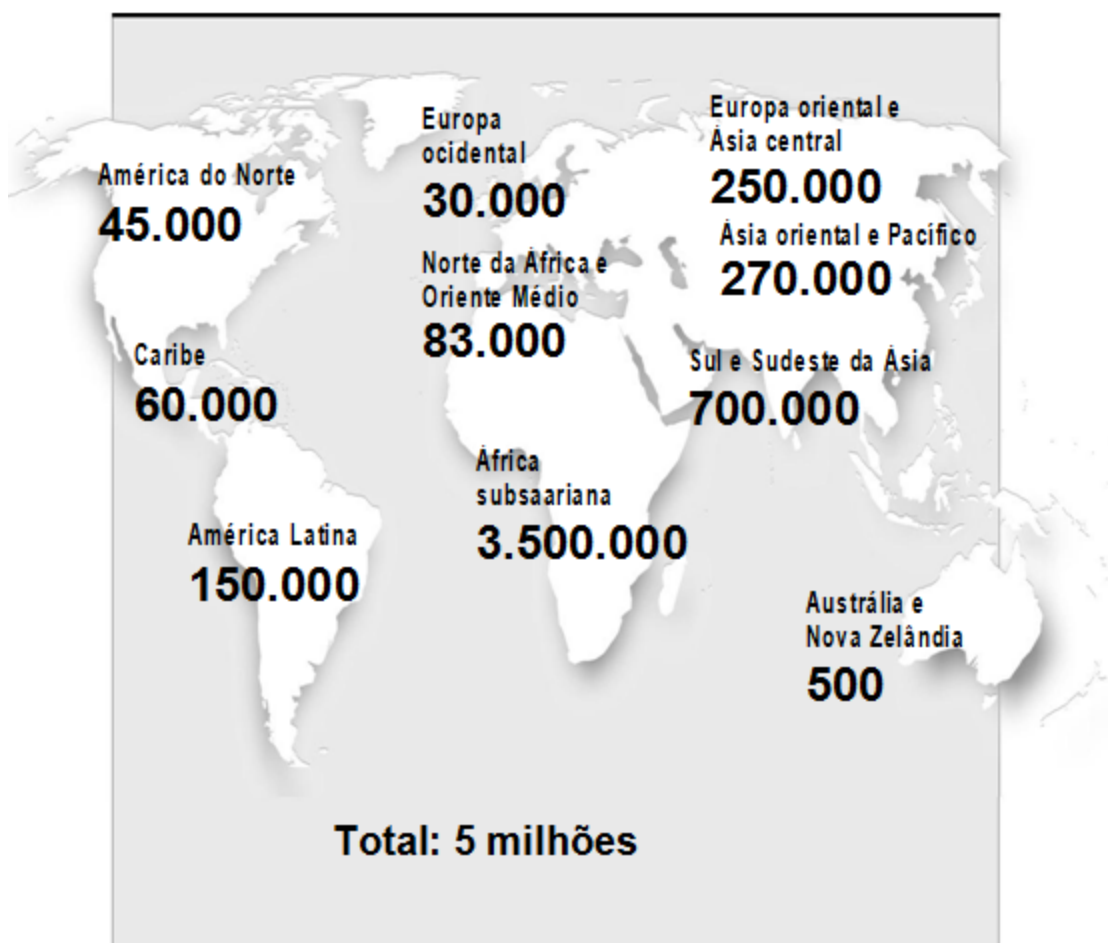 América do Norte
45.000
Europa
ocidental
30.000
Europa oriental e
Ásia central
250.000
Ásia oriental e Pacífico
270.000
Norte da África e
Oriente Médio
83.000
Caribe
60.000
Sul e Sudeste da Ásia
700.000
África
subsaariana
3.500.000
América Latina
150.000
Austrália e
Nova Zelândia
500
Total: 5 milhões